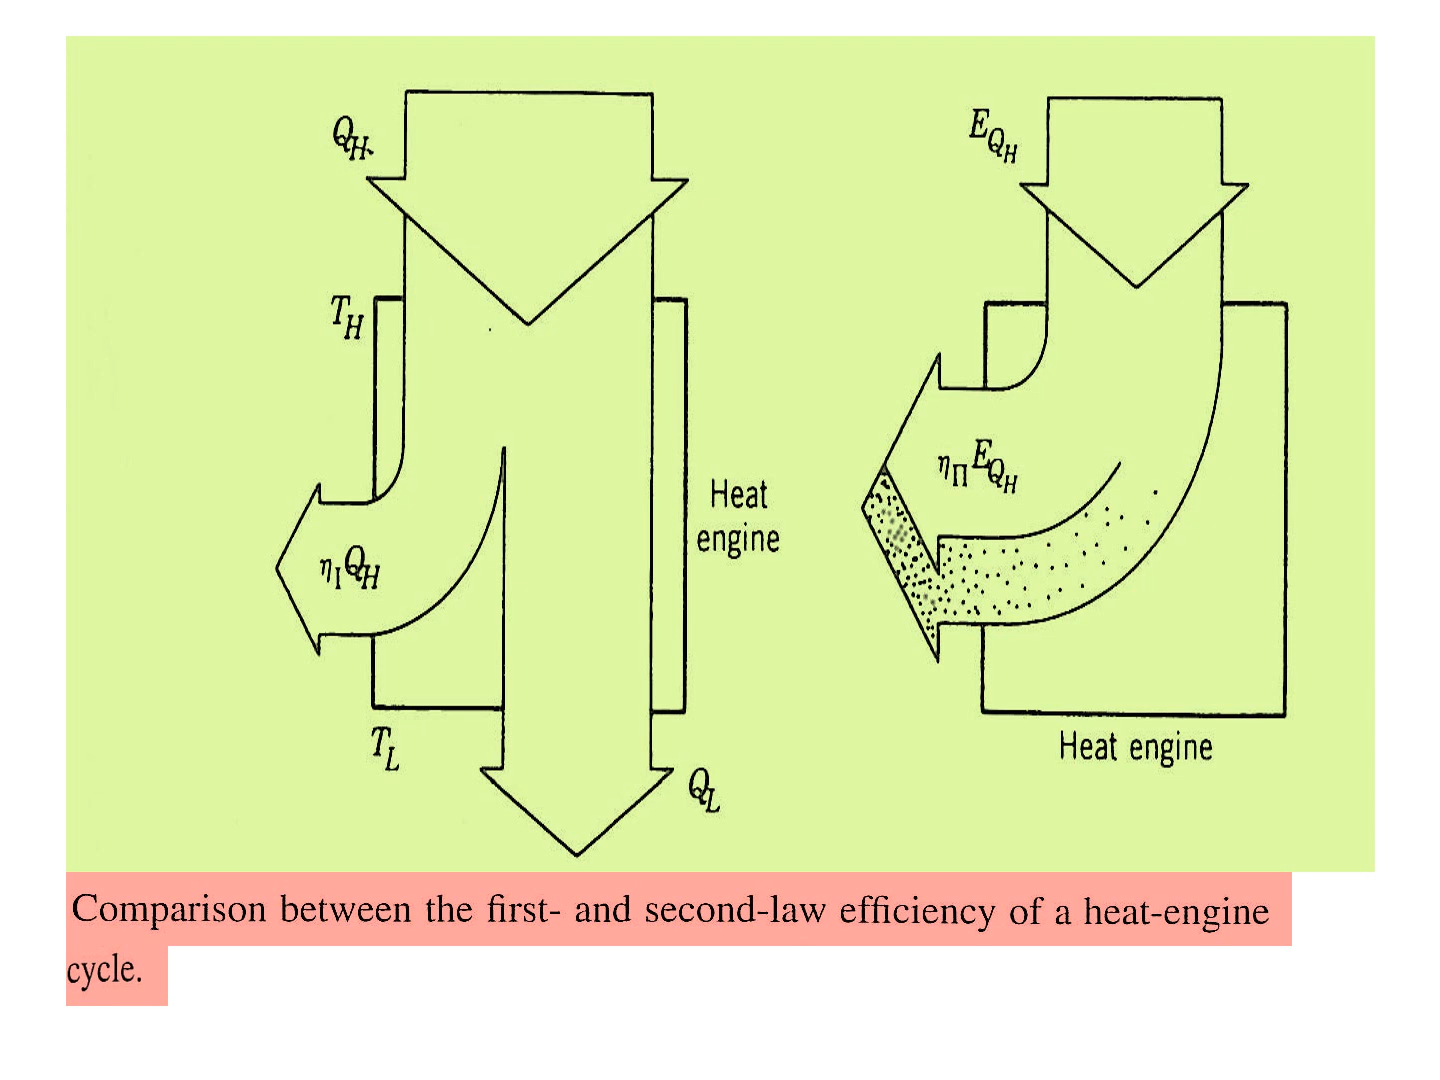 Q_H
T_H
η_I Q_H
T_L
Q_L
Heat
engine
E_{Q_H}
η_Π E_{Q_H}
Heat engine
Comparison between the first- and second-law efficiency of a heat-engine
cycle.